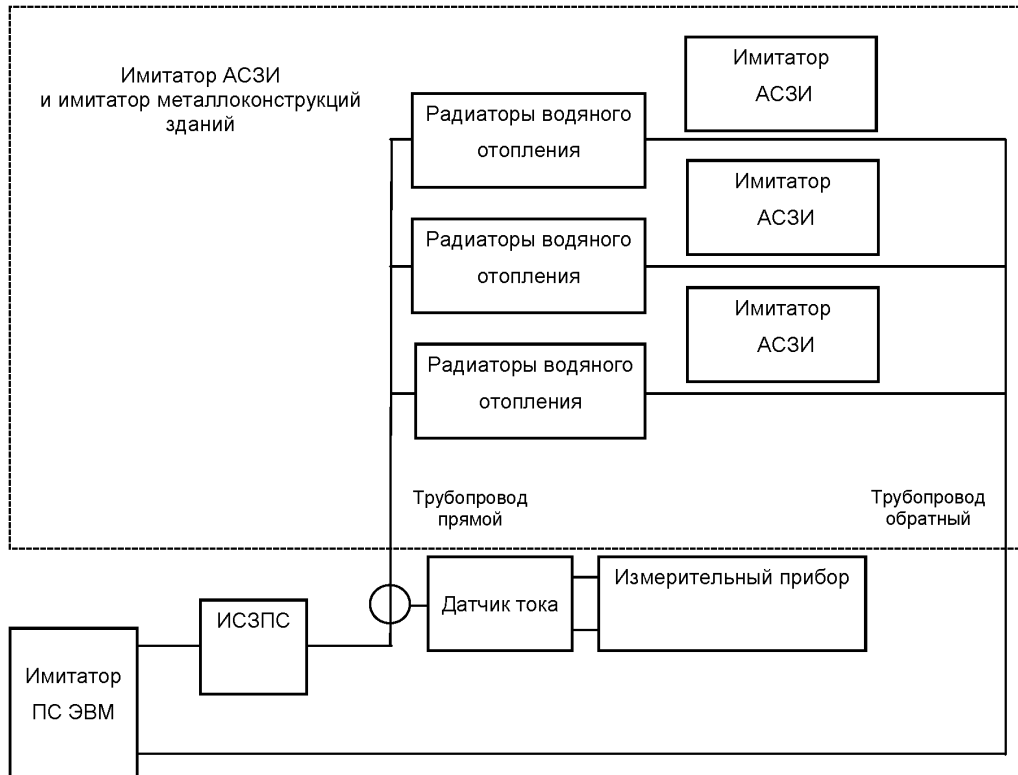 Имитатор АСЗИ
и имитатор металлоконструкций
зданий
Радиаторы водяного
отопления
Имитатор
АСЗИ
Радиаторы водяного
отопления
Имитатор
АСЗИ
Радиаторы водяного
отопления
Имитатор
АСЗИ
Трубопровод
прямой
Трубопровод
обратный
Датчик тока
Измерительный прибор
ИСЗПС
Имитатор
ПС ЭВМ